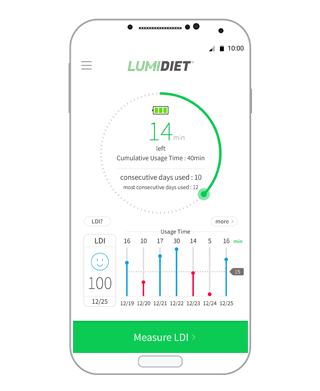 10:00
LUMIDIET
14 min
left
Cumulative Usage Time : 40min
consecutive days used : 10
most consecutive days used : 12
LDI?
more >
Usage Time
LDI
16 10 17 30 14 5 16 min
100
15
12/25
12/19 12/20 12/21 12/22 12/23 12/24 12/25
Measure LDI >